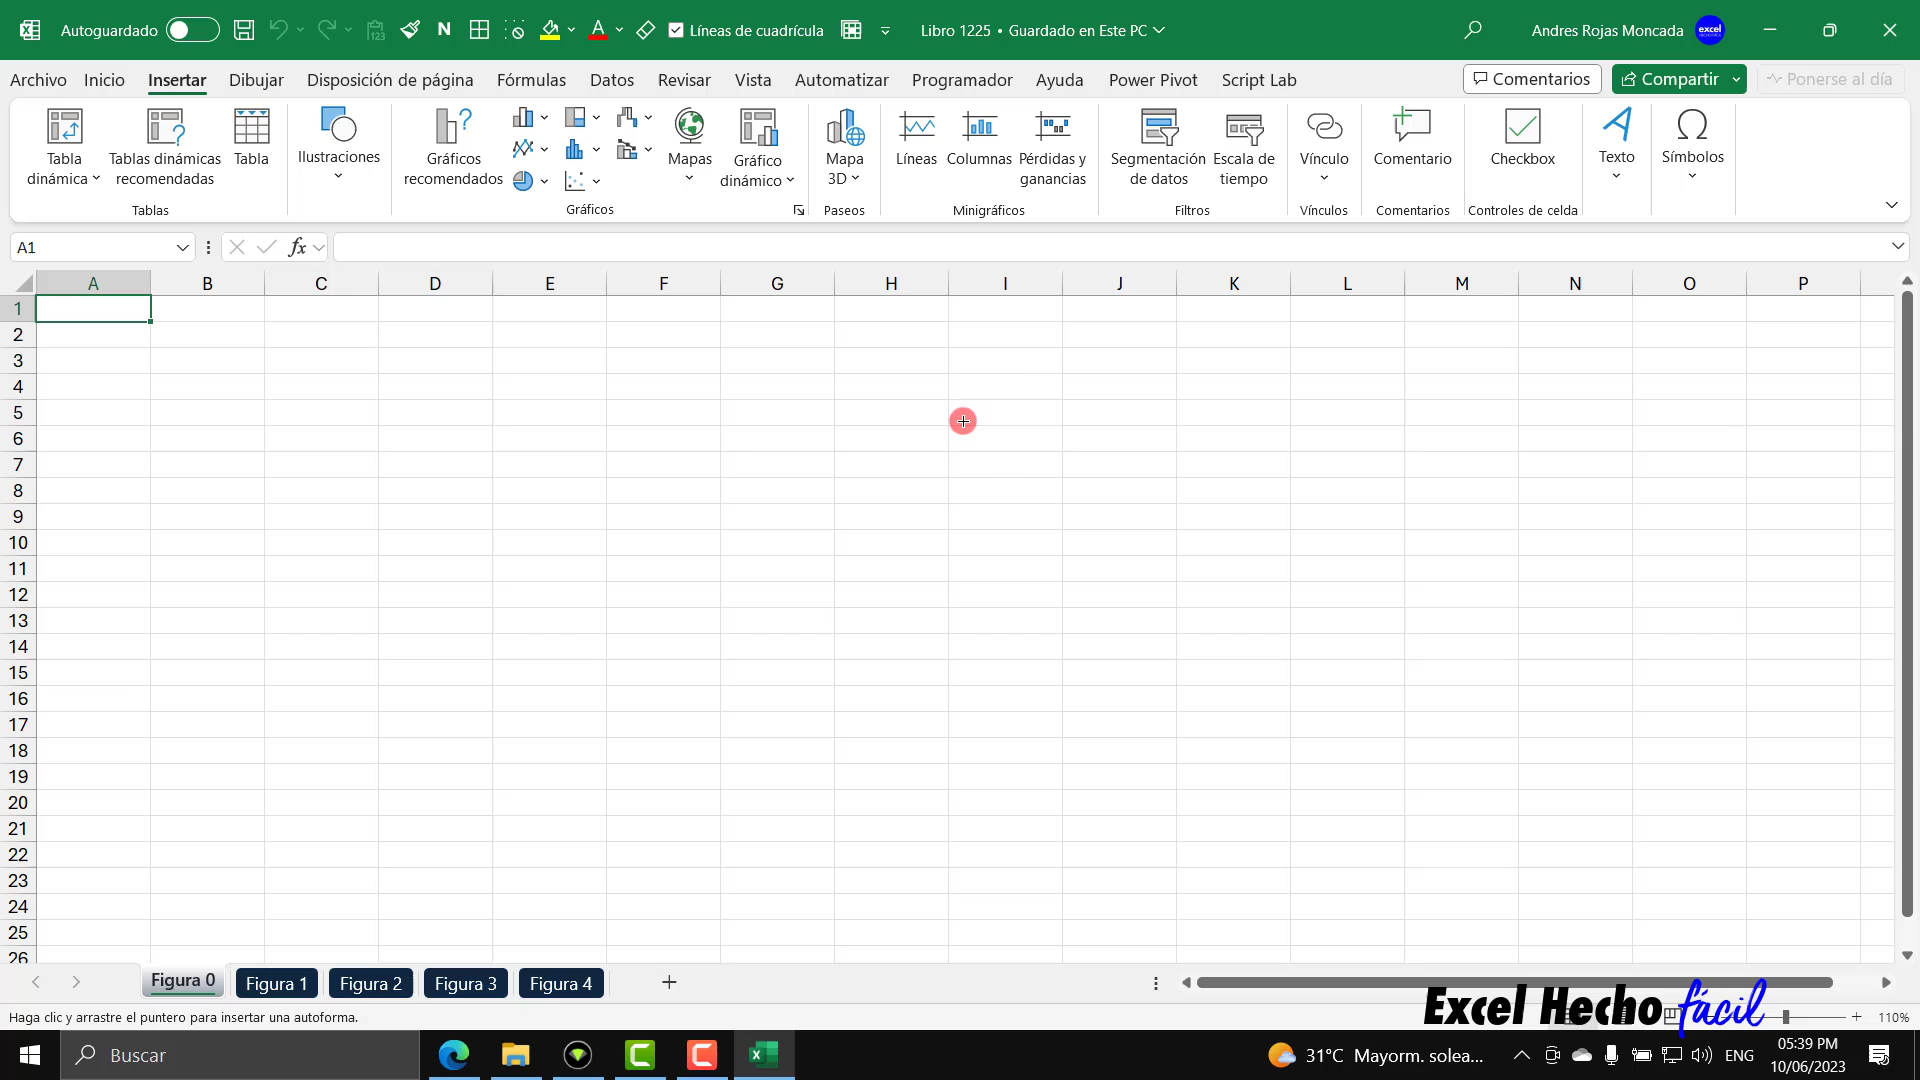 Autoguardado N A Líneas de cuadrícula Libro 1225 • Guardado en Este PC Andres Rojas Moncada excel
Archivo Inicio Insertar Dibujar Disposición de página Fórmulas Datos Revisar Vista Automatizar Programador Ayuda Power Pivot Script Lab Comentarios Compartir Ponerse al día
Tabla dinámica
Tablas dinámicas recomendadas
Tabla
Ilustraciones
Gráficos recomendados
Mapas
Gráfico dinámico
Mapa 3D
Líneas
Columnas
Pérdidas y ganancias
Segmentación de datos
Escala de tiempo
Vínculo
Comentario
Checkbox
Texto
Símbolos
Tablas Gráficos Paseos Minigráficos Filtros Vínculos Comentarios Controles de celda
A1 fx
A B C D E F G H I J K L M N O P
1
2
3
4
5
6
7
8
9
10
11
12
13
14
15
16
17
18
19
20
21
22
23
24
25
26
Figura 0 Figura 1 Figura 2 Figura 3 Figura 4
Excel Hecho fácil
Haga clic y arrastre el puntero para insertar una autoforma. 110%
Buscar 31°C Mayorm. solea... ENG 05:39 PM
10/06/2023